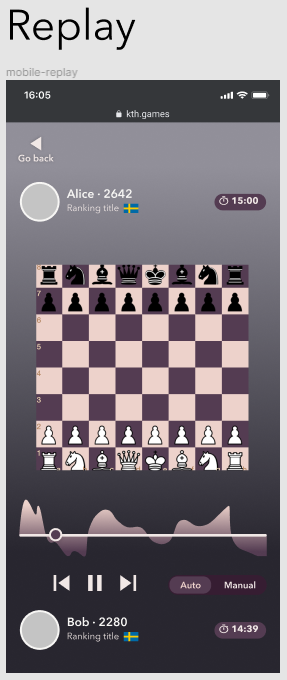 Replay
mobile-replay
16:05
kth.games
Go back
Alice · 2642
Ranking title
15:00
8
7
6
5
4
3
2
1
Auto Manual
Bob · 2280
Ranking title
14:39